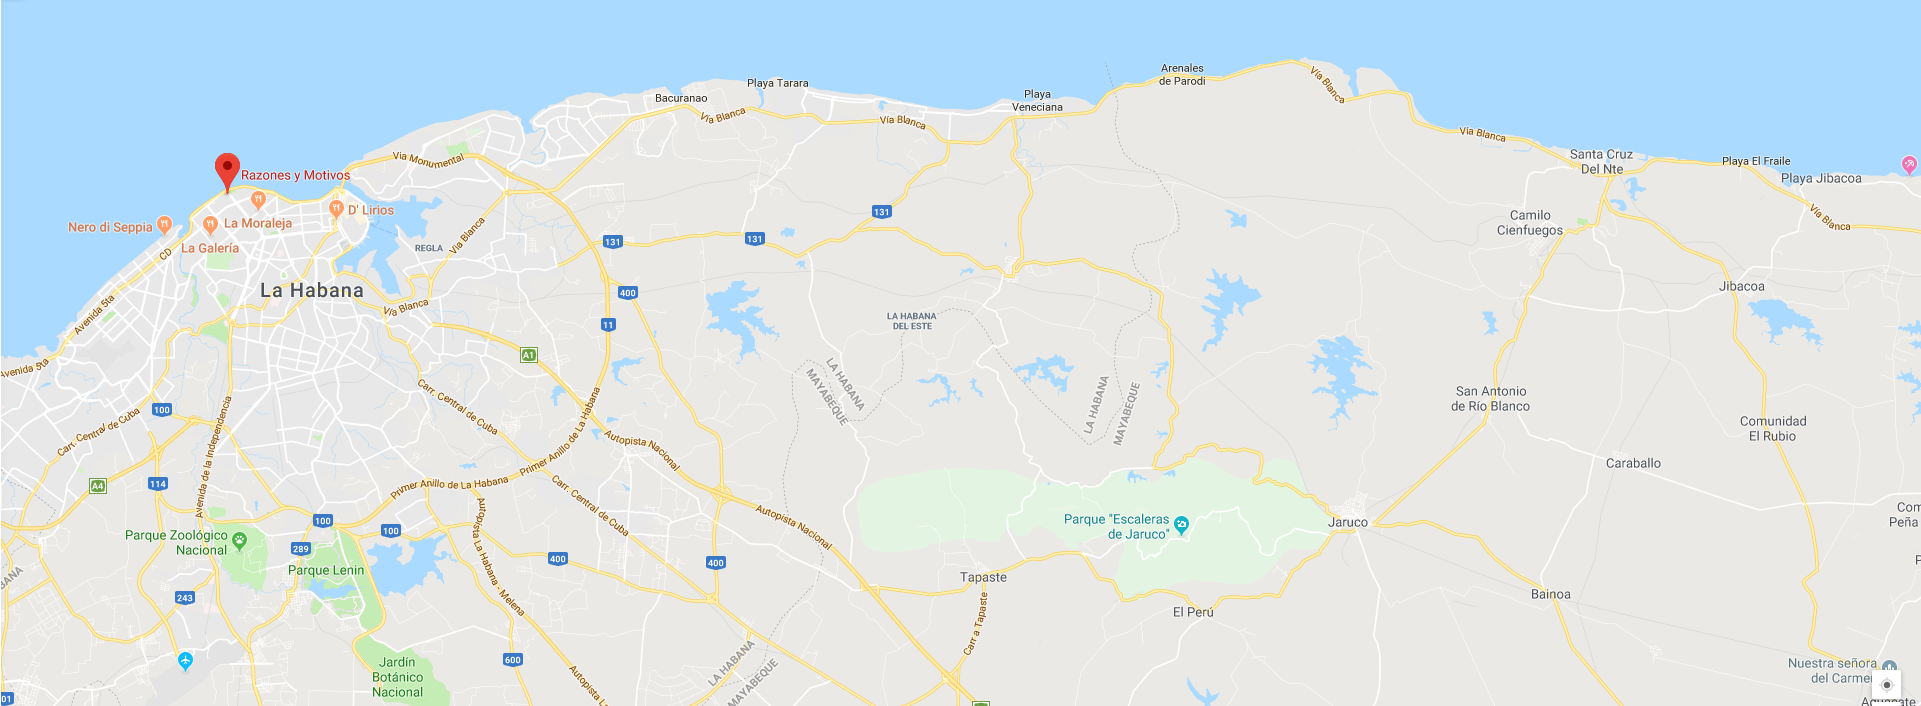 Arenales
de Parodi
Vía Blanca
Playa Tarara
Bacuranao
Playa
Veneciana
Vía Blanca
Vía Blanca
Vía Blanca
Santa Cruz
Del Nte
Playa El Fraile
Playa Jibacoa
Vía Monumental
Razones y Motivos
La Moraleja
D' Lirios
Nero di Seppia
La Galería
CD
REGLA
Vía Blanca
131
131
131
Camilo
Cienfuegos
Vía Blanca
La Habana
400
Jibacoa
Avenida 5ta
Vía Blanca
11
LA HABANA
DEL ESTE
A1
Avenida 5ta
LA HABANA
MAYABEQUE
LA HABANA
MAYABEQUE
San Antonio
de Río Blanco
Carr. Central de Cuba
100
Carr. Central de Cuba
Avenida de la Independencia
Primer Anillo de La Habana
Autopista Nacional
Comunidad
El Rubio
Caraballo
A4
114
Primer Anillo de La Habana
Carr. Central de Cuba
Autopista Nacional
100
100
Parque "Escaleras
de Jaruco"
Jaruco
Com
Peña
Parque Zoológico
Nacional
289
Parque Lenin
400
400
Autopista La Habana - Melena
Tapaste
HABANA
243
El Perú
Bainoa
Carr a Tapaste
600
LA HABANA
MAYABEQUE
Jardín
Botánico
Nacional
Autopista L
Nuestra señora
del Carme
01